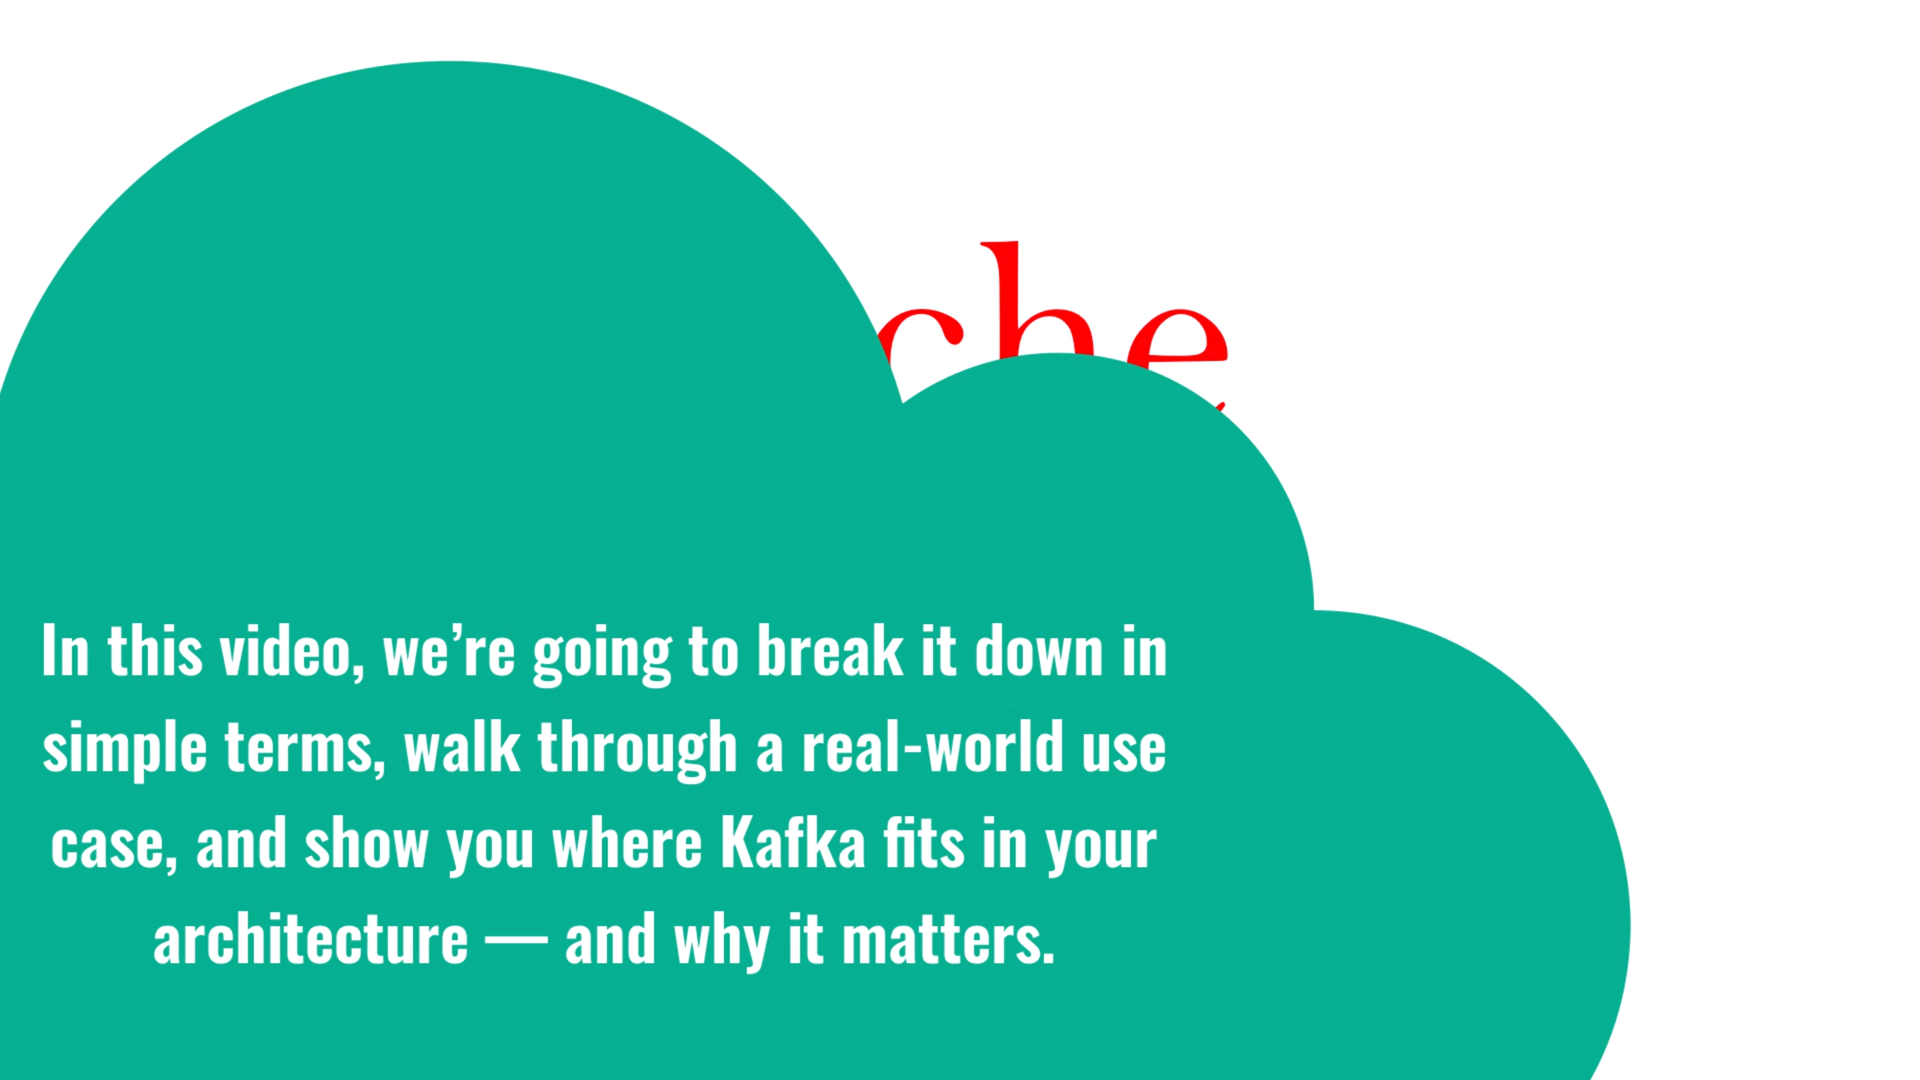 che
In this video, we’re going to break it down in
simple terms, walk through a real-world use
case, and show you where Kafka fits in your
architecture — and why it matters.